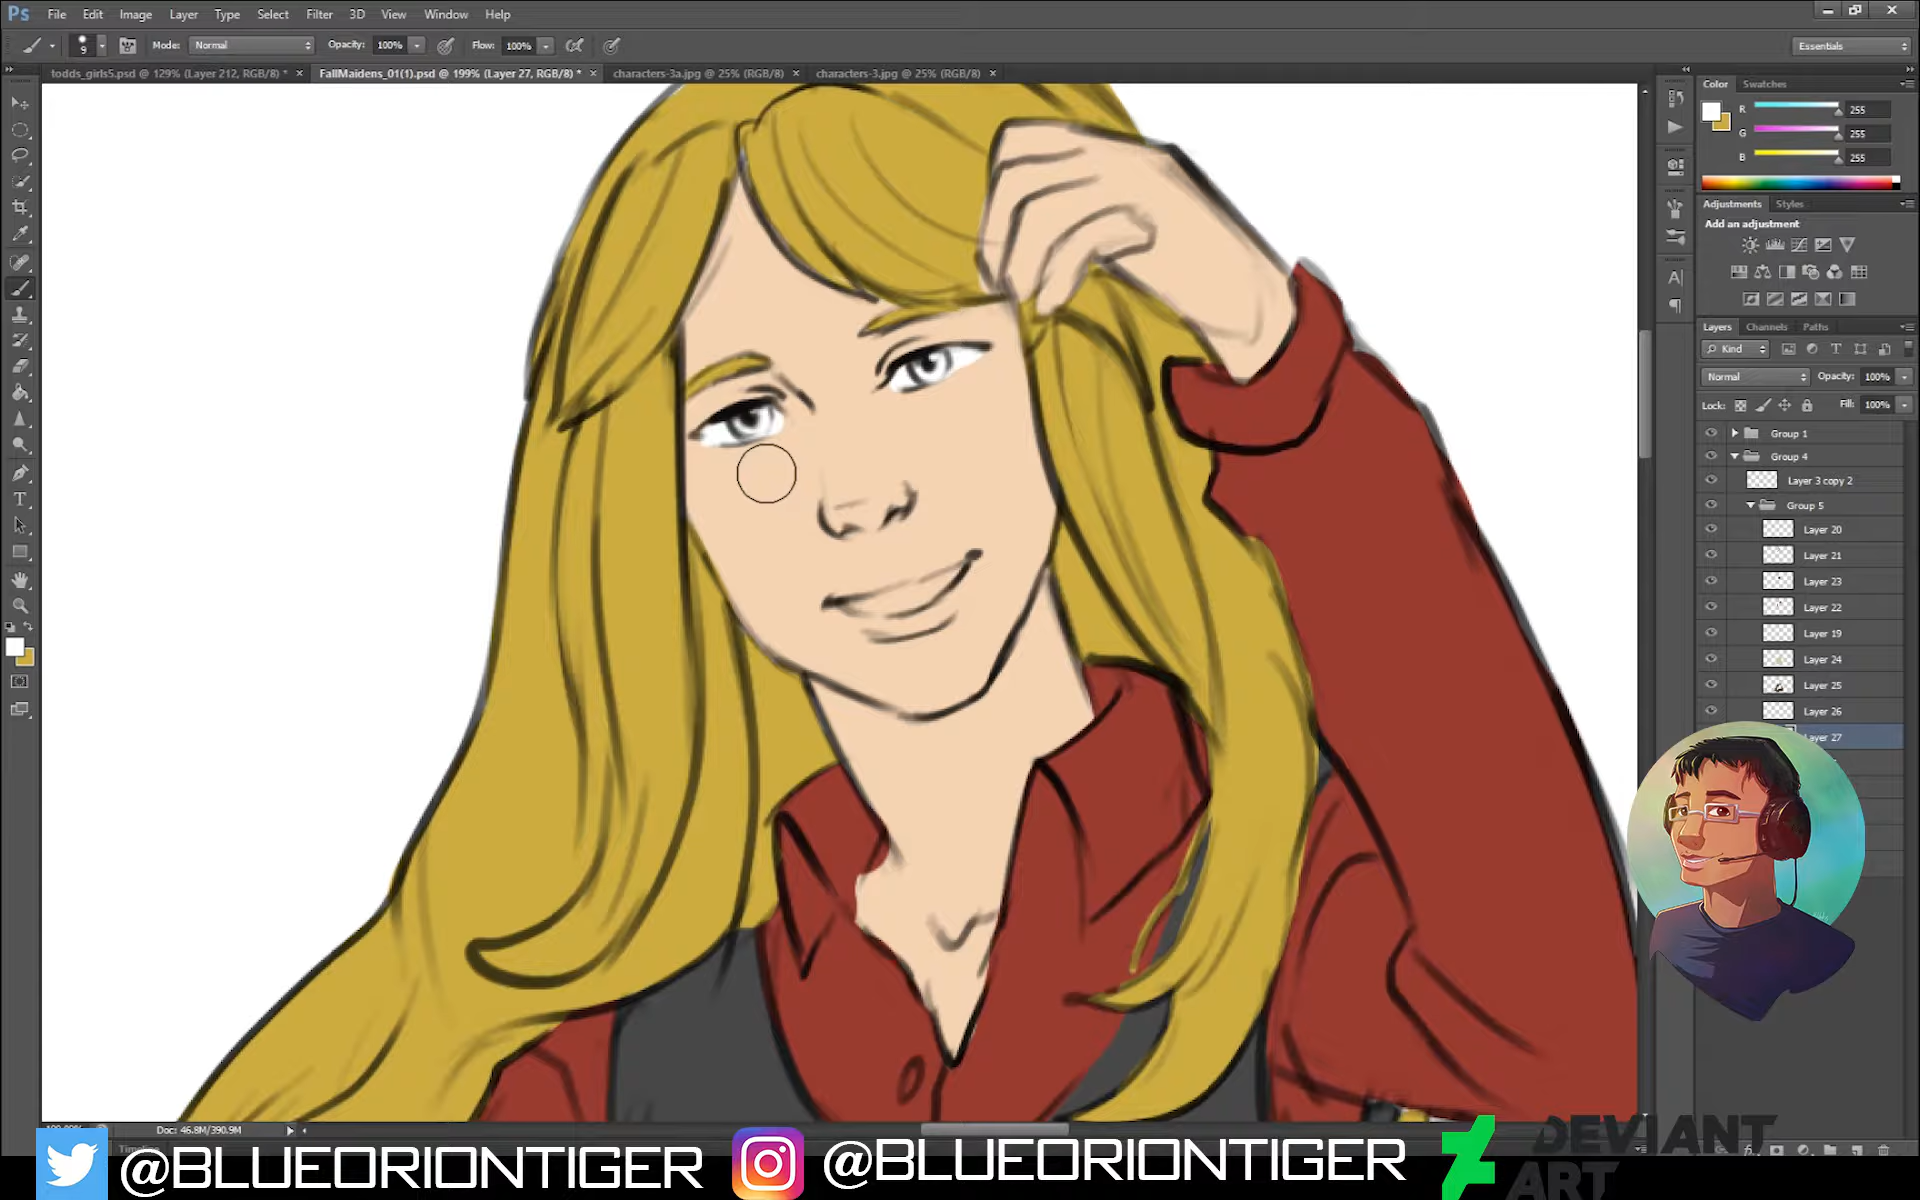 Ps File Edit Image Layer Type Select Filter 3D View Window Help
9 Mode: Normal Opacity: 100% Flow: 100% Essentials
todds_girls5.psd @ 129% (Layer 212, RGB/8) * × FallMaidens_01(1).psd @ 199% (Layer 27, RGB/8) * × characters-3a.jpg @ 25% (RGB/8) × characters-3.jpg @ 25% (RGB/8) ×
Color Swatches
R 255
G 255
B 255
Adjustments Styles
Add an adjustment
Layers Channels Paths
Kind
Normal Opacity: 100%
Lock: Fill: 100%
Group 1
Group 4
Layer 3 copy 2
Group 5
Layer 20
Layer 21
Layer 23
Layer 22
Layer 19
Layer 24
Layer 25
Layer 26
Layer 27
Doc: 46.8M/390.9M
Timeline
@BLUEORIONTIGER @BLUEORIONTIGER
DEVIANT
ART